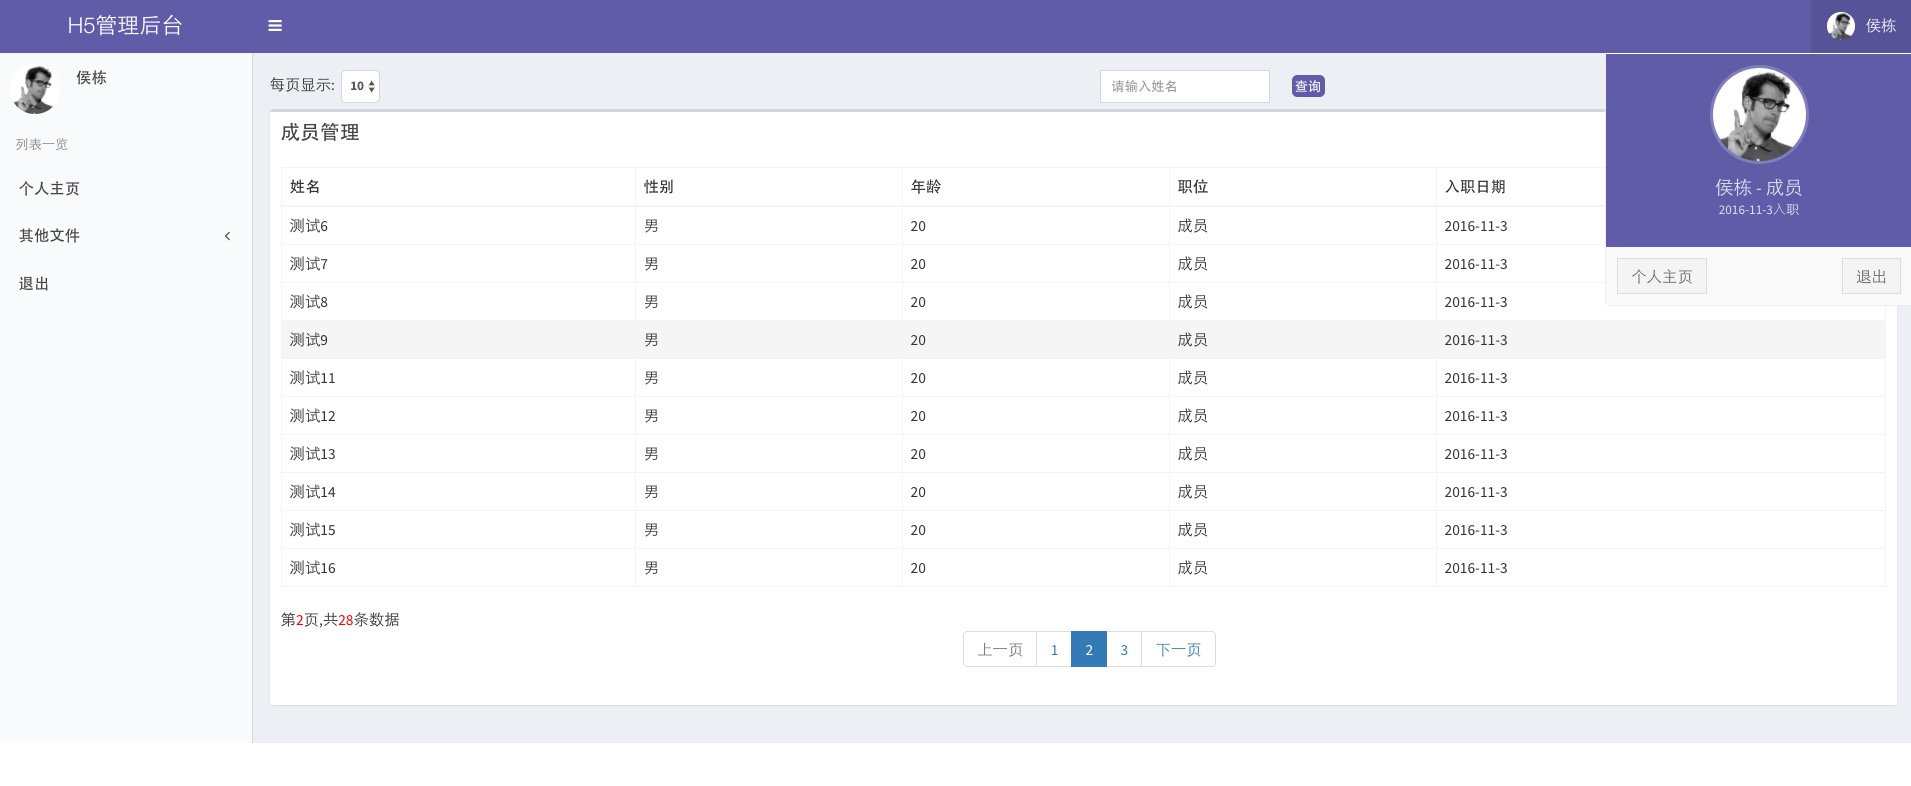 H5管理后台
侯栋
侯栋
列表一览
个人主页
其他文件
退出
每页显示: 10
请输入姓名 查询
成员管理
姓名 性别 年龄 职位 入职日期
测试6 男 20 成员 2016-11-3
测试7 男 20 成员 2016-11-3
测试8 男 20 成员 2016-11-3
测试9 男 20 成员 2016-11-3
测试11 男 20 成员 2016-11-3
测试12 男 20 成员 2016-11-3
测试13 男 20 成员 2016-11-3
测试14 男 20 成员 2016-11-3
测试15 男 20 成员 2016-11-3
测试16 男 20 成员 2016-11-3
第2页,共28条数据
上一页 1 2 3 下一页
侯栋 - 成员
2016-11-3入职
个人主页 退出